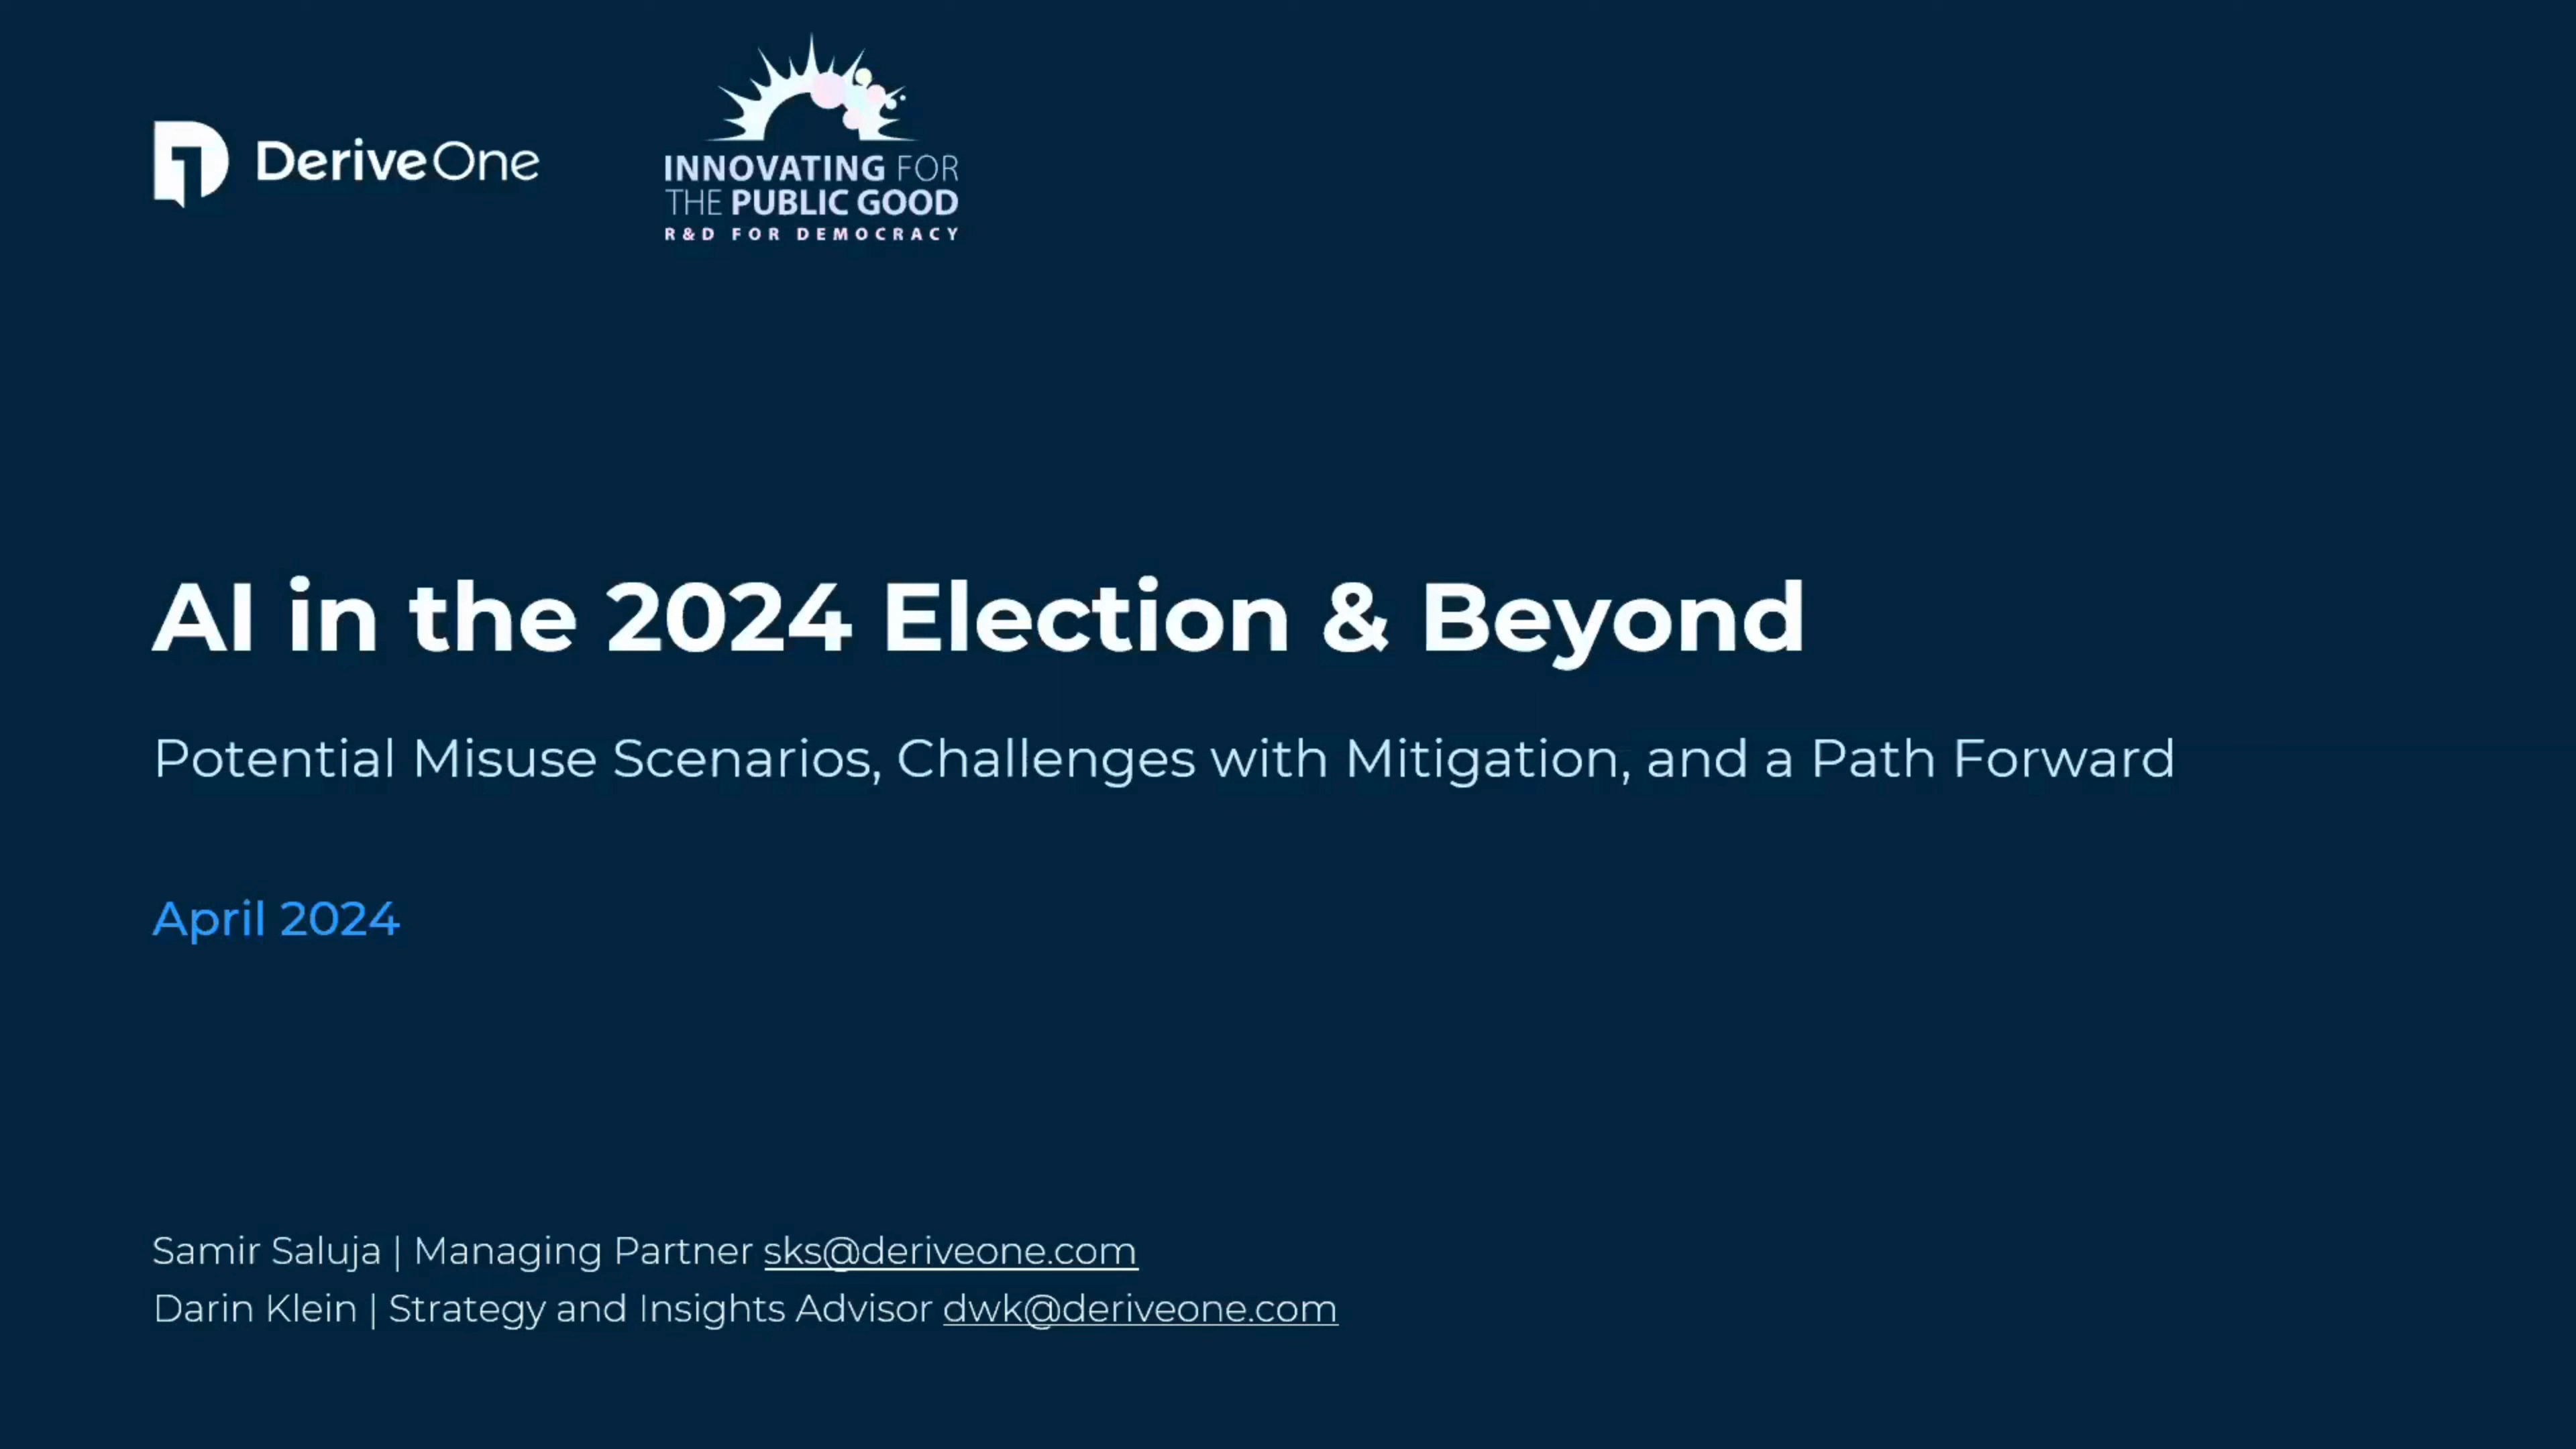 DeriveOne
INNOVATING FOR
THE PUBLIC GOOD
R&D FOR DEMOCRACY
AI in the 2024 Election & Beyond
Potential Misuse Scenarios, Challenges with Mitigation, and a Path Forward
April 2024
Samir Saluja | Managing Partner sks@deriveone.com
Darin Klein | Strategy and Insights Advisor dwk@deriveone.com